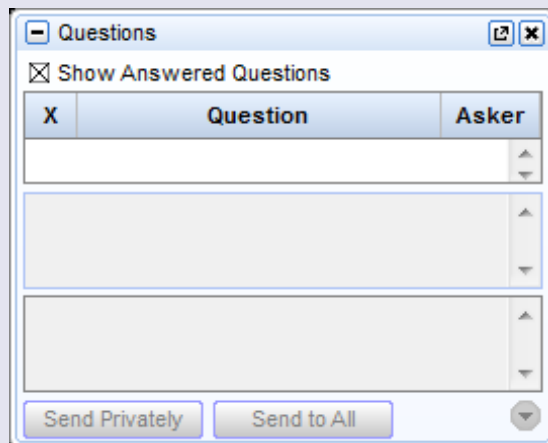 Questions
Show Answered Questions
X Question Asker
Send Privately Send to All